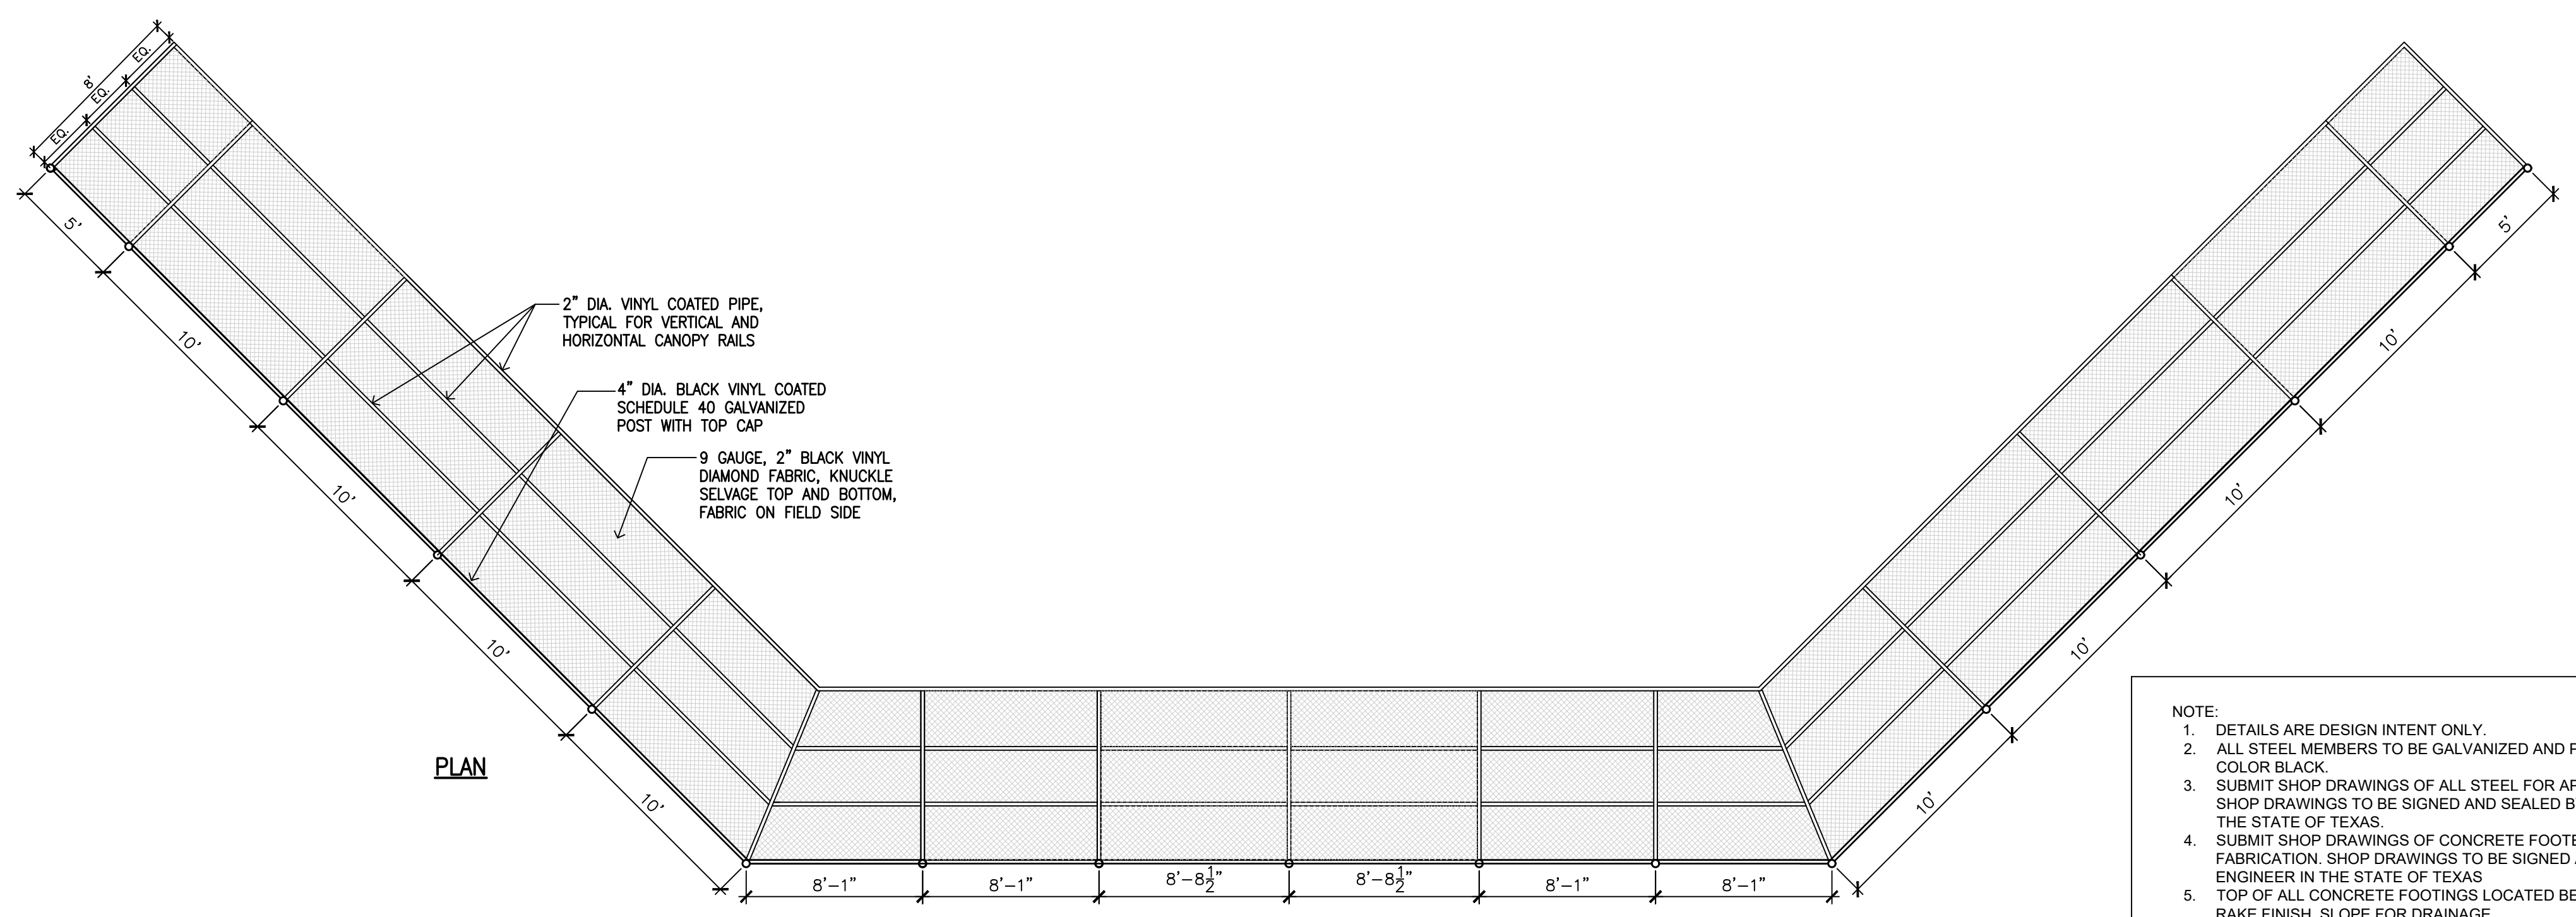 8'
EQ.
EQ.
EQ.
5'
10'
10'
10'
10'
2" DIA. VINYL COATED PIPE,
TYPICAL FOR VERTICAL AND
HORIZONTAL CANOPY RAILS
4" DIA. BLACK VINYL COATED
SCHEDULE 40 GALVANIZED
POST WITH TOP CAP
9 GAUGE, 2" BLACK VINYL
DIAMOND FABRIC, KNUCKLE
SELVAGE TOP AND BOTTOM,
FABRIC ON FIELD SIDE
PLAN
8'-1"
8'-1"
8'-8½"
8'-8½"
8'-1"
8'-1"
5'
10'
10'
10'
10'
NOTE:
1. DETAILS ARE DESIGN INTENT ONLY.
2. ALL STEEL MEMBERS TO BE GALVANIZED AND
COLOR BLACK.
3. SUBMIT SHOP DRAWINGS OF ALL STEEL FOR
SHOP DRAWINGS TO BE SIGNED AND SEALED
THE STATE OF TEXAS.
4. SUBMIT SHOP DRAWINGS OF CONCRETE
FABRICATION. SHOP DRAWINGS TO BE SIGNED
ENGINEER IN THE STATE OF TEXAS
5. TOP OF ALL CONCRETE FOOTINGS LOCATED
RAKE FINISH. SLOPE FOR DRAINAGE